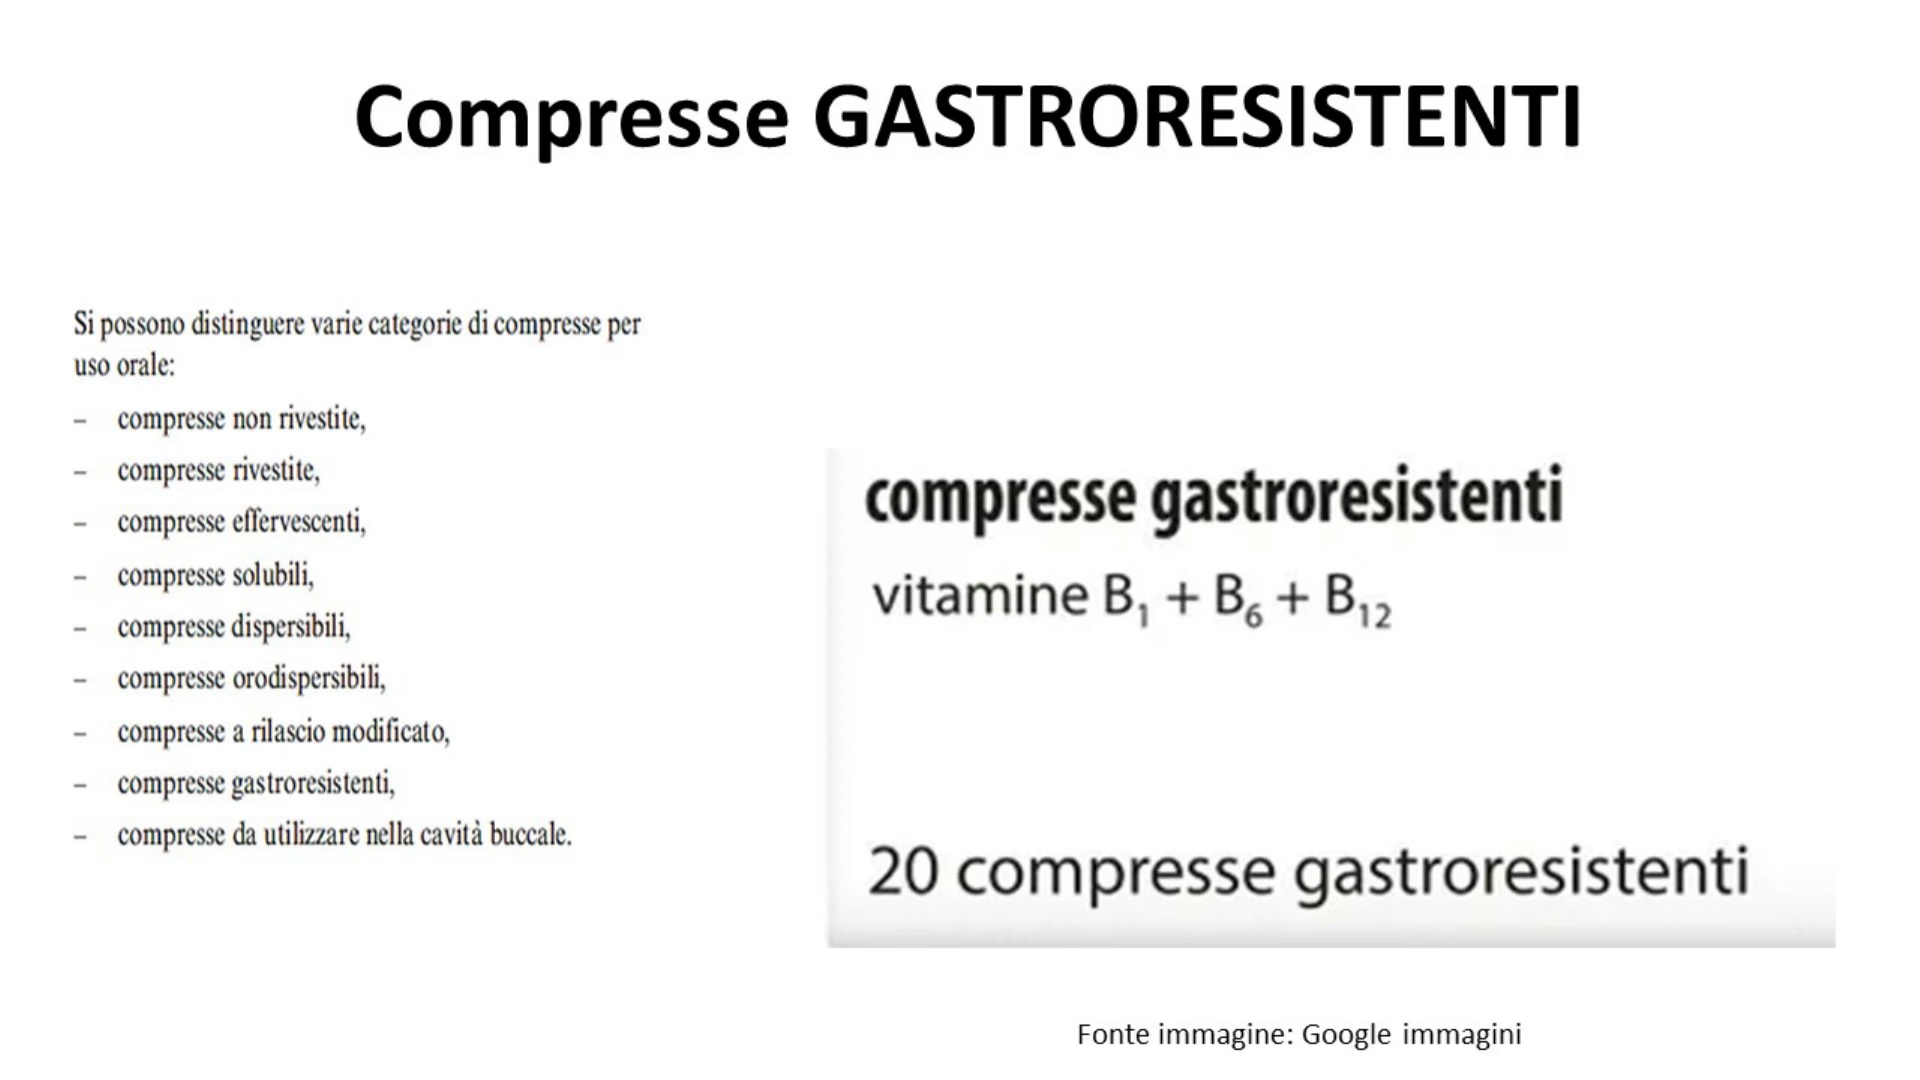 Compresse GASTRORESISTENTI
Si possono distinguere varie categorie di compresse per
uso orale:
– compresse non rivestite,
– compresse rivestite,
– compresse effervescenti,
– compresse solubili,
– compresse dispersibili,
– compresse orodispersibili,
– compresse a rilascio modificato,
– compresse gastroresistenti,
– compresse da utilizzare nella cavità buccale.
compresse gastroresistenti
vitamine B₁ + B₆ + B₁₂
20 compresse gastroresistenti
Fonte immagine: Google immagini